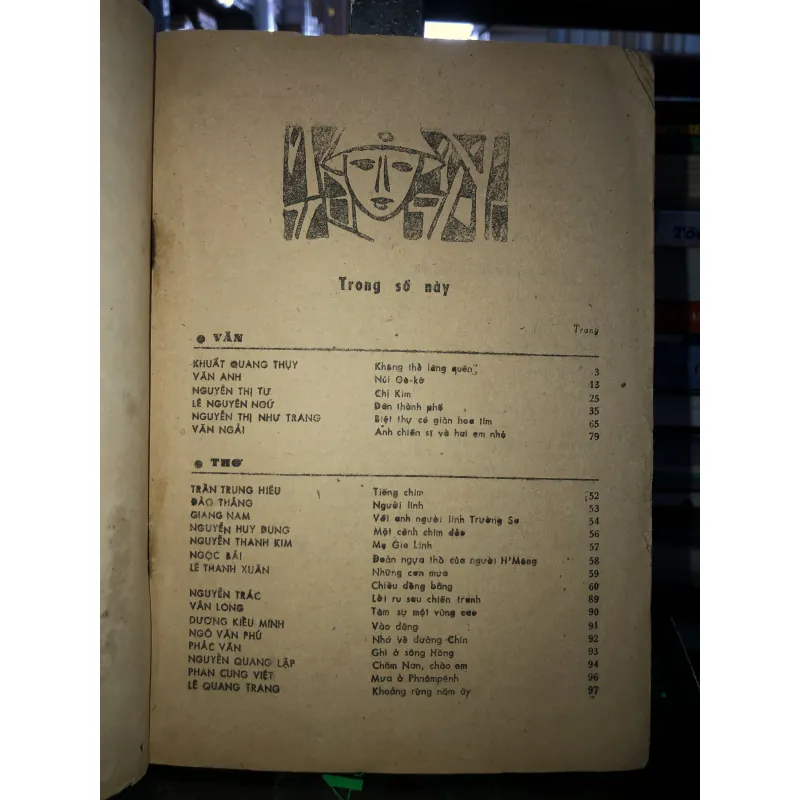 Trong số này
Trang
VĂN
KHUẤT QUANG THỤY Không thể lãng quên 3
VĂN ANH Núi Gê-kơ 13
NGUYỄN THỊ TƯ Chị Kim 25
LÊ NGUYÊN NGỮ Đến thành phố 35
NGUYỄN THỊ NHƯ TRANG Biệt thự có giàn hoa tím 65
VĂN NGẢI Anh chiến sĩ và hai em nhỏ 79
THƠ
TRẦN TRUNG HIẾU Tiếng chim 52
ĐÀO THẮNG Người lính 53
GIANG NAM Với anh người lính Trường Sa 54
NGUYỄN HUY DUNG Một cánh chim 56
NGUYỄN THANH KIM Mẹ Gio Linh 57
NGỌC BÁI Đoàn ngựa thồ của người H'Mông 58
LÊ THANH XUÂN Những cơn mưa 59
Chiều đồng bằng 60
NGUYỄN TRÁC Lời ru sau chiến tranh 89
VÂN LONG Tâm sự một vùng cao 90
DƯƠNG KIỀU MINH Vào đông 91
NGÔ VĂN PHÚ Nhớ về đường Chín 92
PHÁC VĂN Ghi ở sông Hồng 93
NGUYỄN QUANG LẬP Chăm Nan, chào em 94
PHAN CUNG VIỆT Mưa ở Phnômpênh 96
LÊ QUANG TRANG Khoảng rừng năm ấy 97